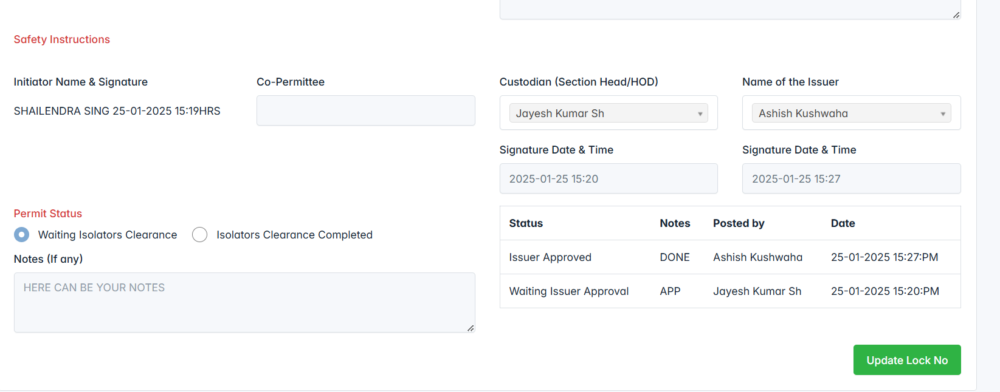 Safety Instructions
Initiator Name & Signature
SHAILENDRA SING 25-01-2025 15:19HRS
Co-Permittee
Custodian (Section Head/HOD)
Jayesh Kumar Sh
Name of the Issuer
Ashish Kushwaha
Signature Date & Time
2025-01-25 15:20
Signature Date & Time
2025-01-25 15:27
Permit Status
Waiting Isolators Clearance Isolators Clearance Completed
Notes (If any)
HERE CAN BE YOUR NOTES
Status Notes Posted by Date
Issuer Approved DONE Ashish Kushwaha 25-01-2025 15:27:PM
Waiting Issuer Approval APP Jayesh Kumar Sh 25-01-2025 15:20:PM
Update Lock No